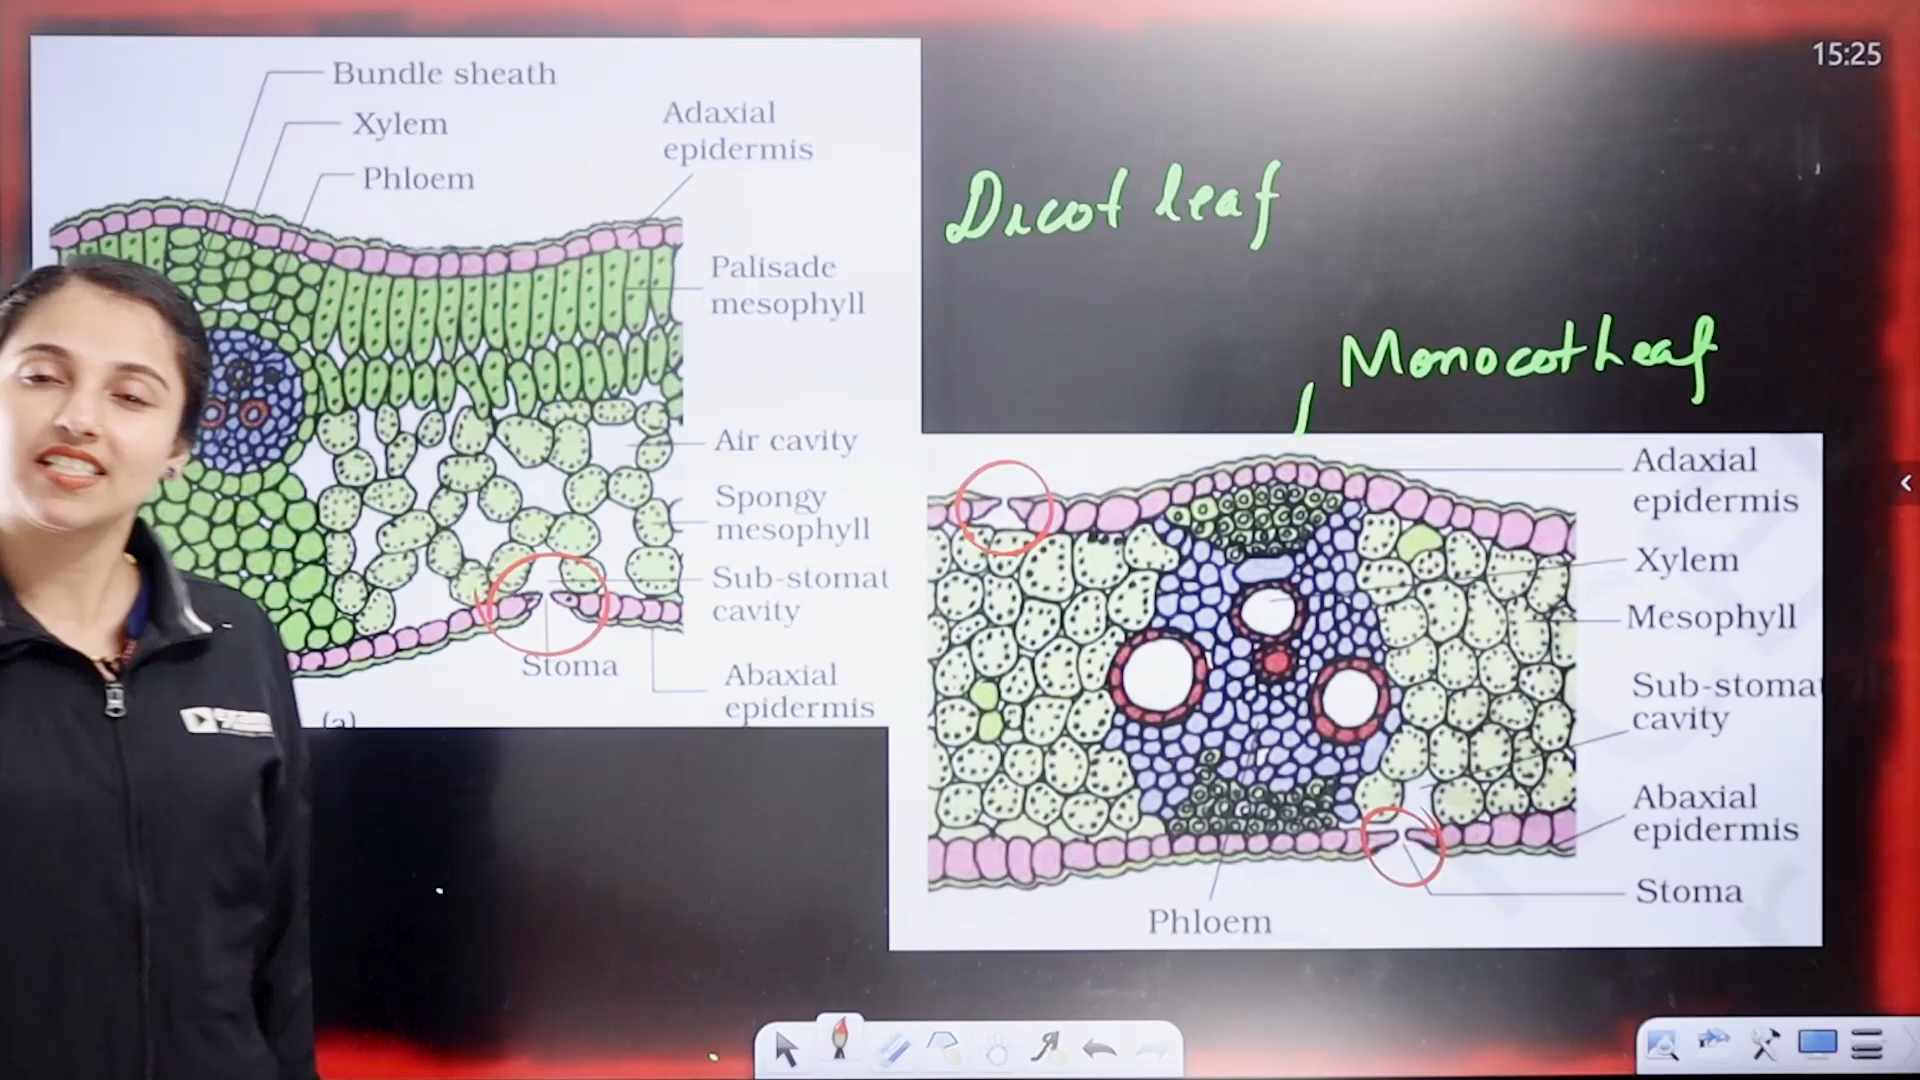 15:25
Bundle sheath
Xylem
Phloem
Adaxial
epidermis
Palisade
mesophyll
Air cavity
Spongy
mesophyll
Sub-stomat
cavity
Stoma
Abaxial
epidermis
(a)
Dicot leaf
Monocot Leaf
Adaxial
epidermis
Xylem
Mesophyll
Sub-stoma
cavity
Abaxial
epidermis
Stoma
Phloem